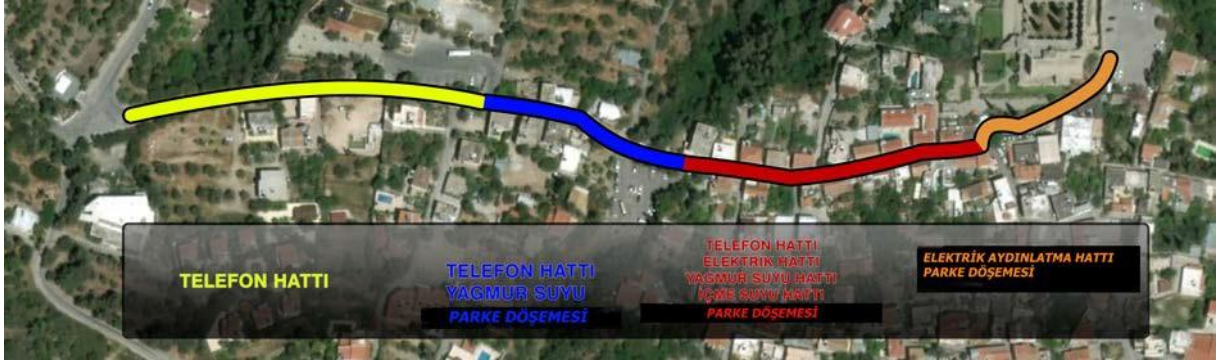 TELEFON HATTI
TELEFON HATTI
YAGMUR SUYU
PARKE DÖŞEMESİ
TELEFON HATTI
ELEKTRIK HATTI
YAGMUR SUYU HATTI
İÇME SUYU HATTI
PARKE DÖŞEMESİ
ELEKTRİK AYDINLATMA HATTI
PARKE DÖŞEMESİ